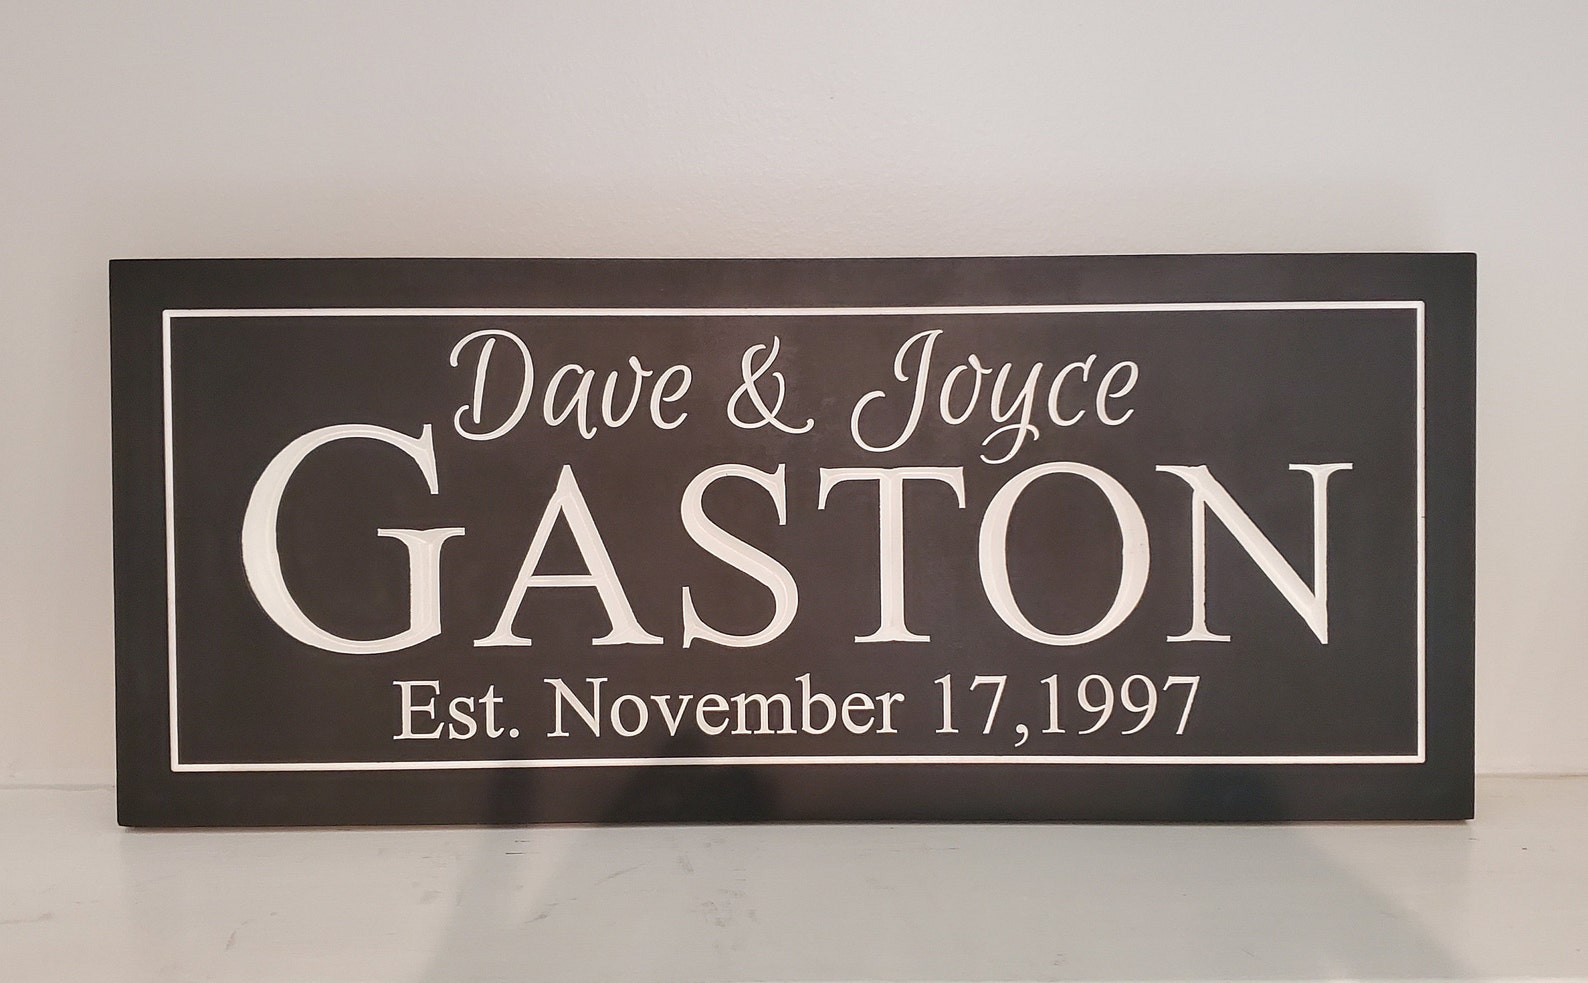 Dave & Joyce
GASTON
Est. November 17,1997